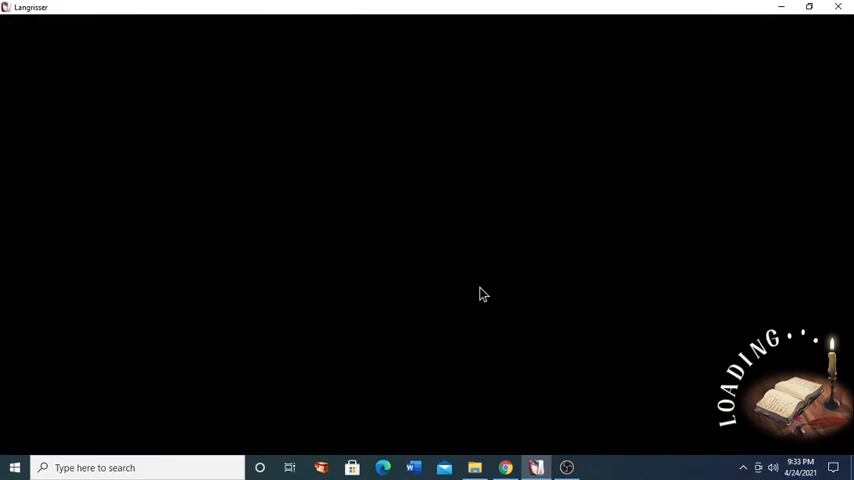 Langrisser
LOADING...
Type here to search
9:33 PM
4/24/2021